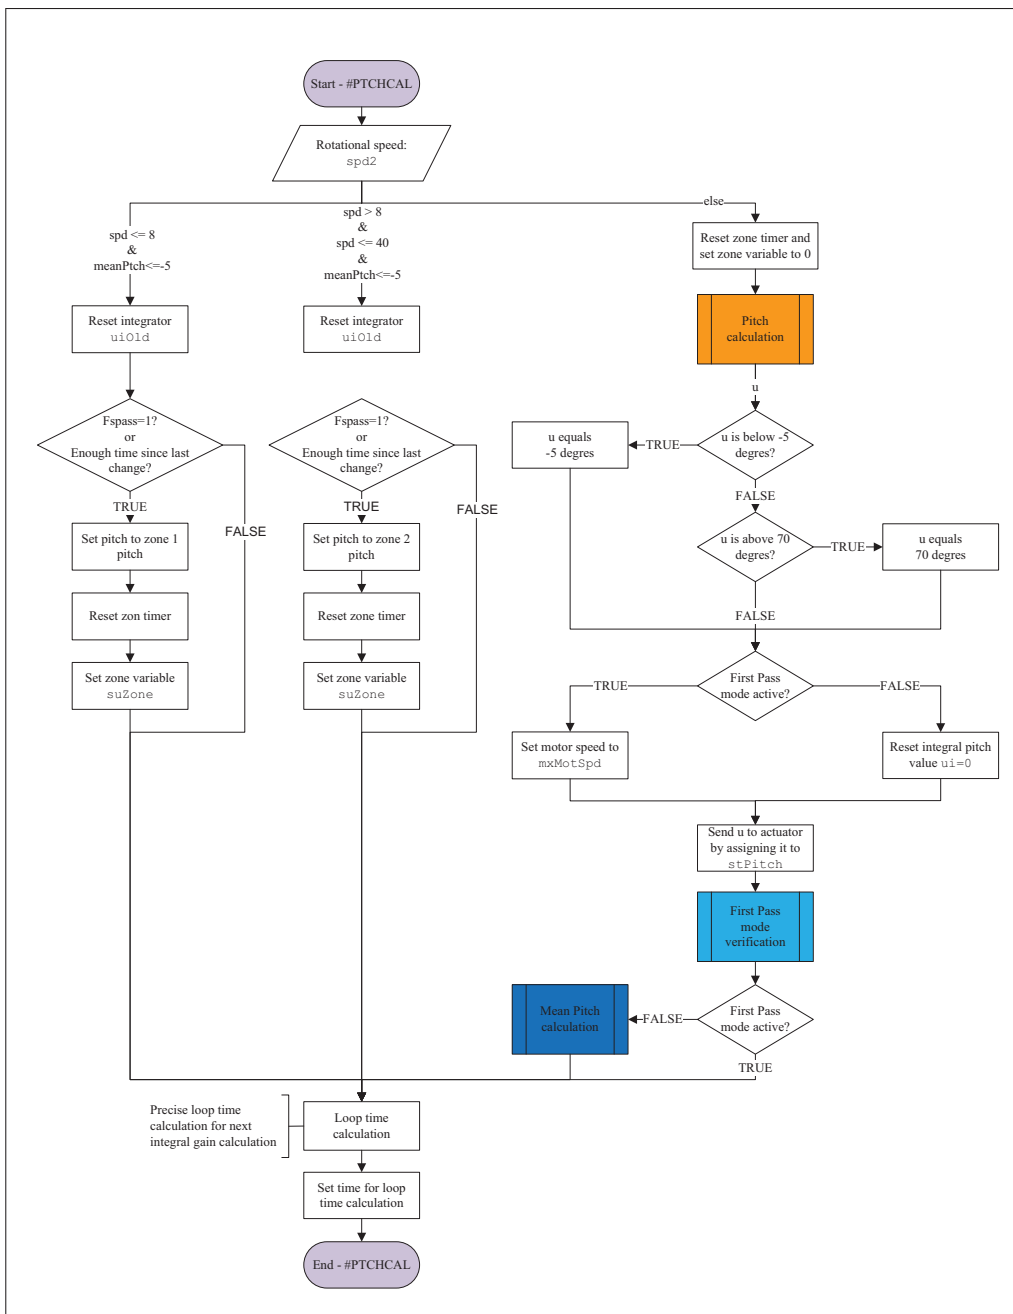 Start - #PTCHCAL
Rotational speed:
spd2
spd <= 8
&
meanPtch<=-5
spd > 8
&
spd <= 40
&
meanPtch<=-5
else
Reset zone timer and
set zone variable to 0
Reset integrator
uiOld
Reset integrator
uiOld
Pitch
calculation
u
Fspass=1?
or
Enough time since last
change?
Fspass=1?
or
Enough time since last
change?
u equals
-5 degres
TRUE
u is below -5
degres?
FALSE
TRUE
FALSE
TRUE
FALSE
Set pitch to zone 1
pitch
Set pitch to zone 2
pitch
u is above 70
degres?
TRUE
u equals
70 degres
FALSE
Reset zon timer
Reset zone timer
Set zone variable
suZone
Set zone variable
suZone
TRUE
First Pass
mode active?
FALSE
Set motor speed to
mxMotSpd
Reset integral pitch
value ui=0
Send u to actuator
by assigning it to
stPitch
First Pass
mode
verification
Mean Pitch
calculation
FALSE
First Pass
mode active?
TRUE
Precise loop time
calculation for next
integral gain calculation
Loop time
calculation
Set time for loop
time calculation
End - #PTCHCAL